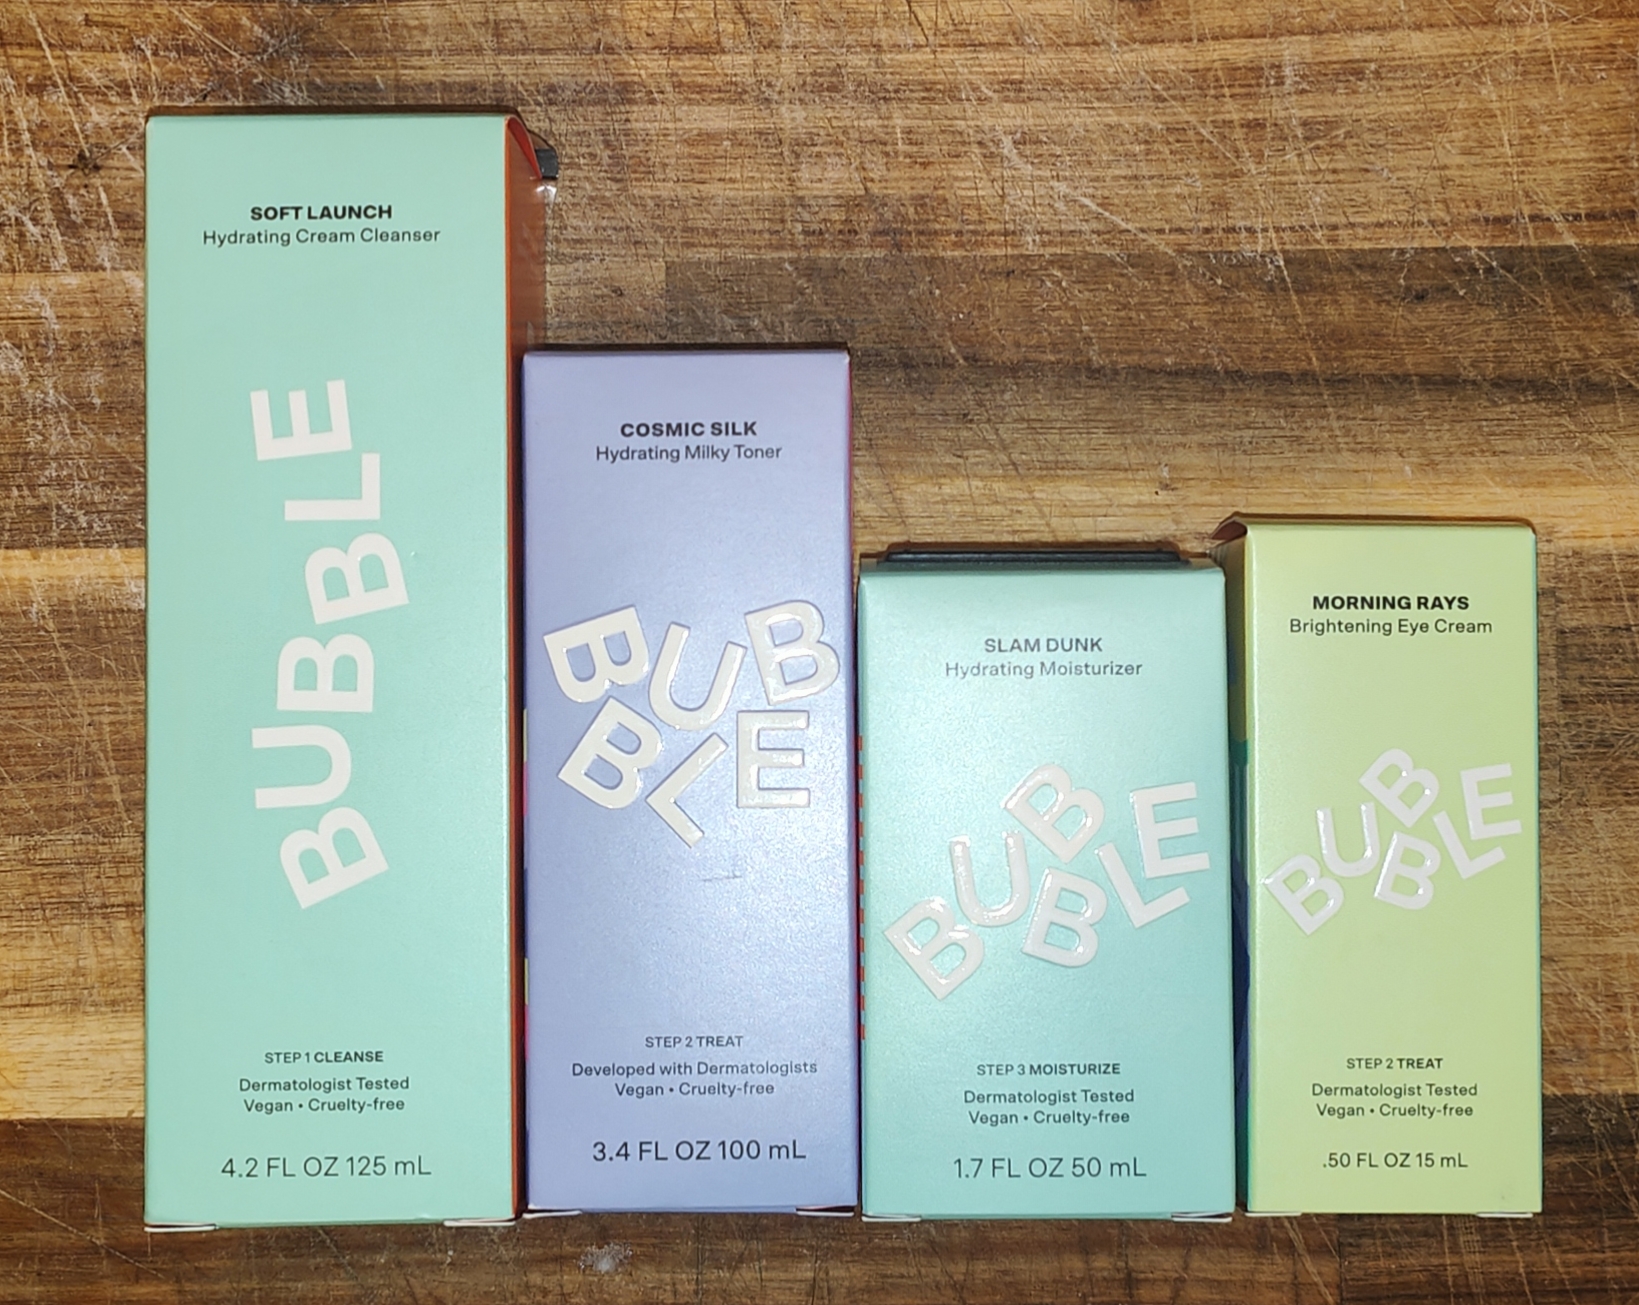 SOFT LAUNCH
Hydrating Cream Cleanser
BUBBLE
STEP 1 CLEANSE
Dermatologist Tested
Vegan • Cruelty-free
4.2 FL OZ 125 mL
COSMIC SILK
Hydrating Milky Toner
BUB
BLE
STEP 2 TREAT
Developed with Dermatologists
Vegan • Cruelty-free
3.4 FL OZ 100 mL
SLAM DUNK
Hydrating Moisturizer
BUBBLE
STEP 3 MOISTURIZE
Dermatologist Tested
Vegan • Cruelty-free
1.7 FL OZ 50 mL
MORNING RAYS
Brightening Eye Cream
BUBBLE
STEP 2 TREAT
Dermatologist Tested
Vegan • Cruelty-free
.50 FL OZ 15 mL